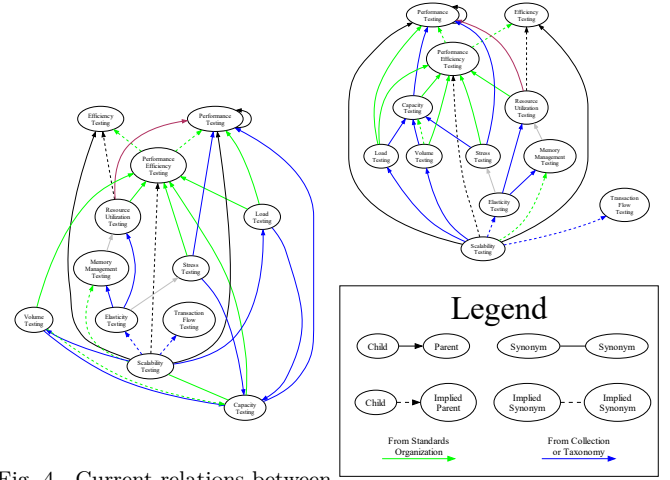 Efficiency
Testing
Performance
Testing
Performance
Efficiency
Testing
Resource
Utilization
Testing
Load
Testing
Memory
Management
Testing
Stress
Testing
Volume
Testing
Elasticity
Testing
Transaction
Flow
Testing
Scalability
Testing
Capacity
Testing
Fig. 4. Current relations between
Performance
Testing
Efficiency
Testing
Performance
Efficiency
Testing
Capacity
Testing
Resource
Utilization
Testing
Load
Testing
Volume
Testing
Stress
Testing
Memory
Management
Testing
Elasticity
Testing
Transaction
Flow
Testing
Scalability
Testing
Legend
Child
Parent
Synonym
Synonym
Child
Implied
Parent
Implied
Synonym
Implied
Synonym
From Standards
Organization
From Collection
or Taxonomy